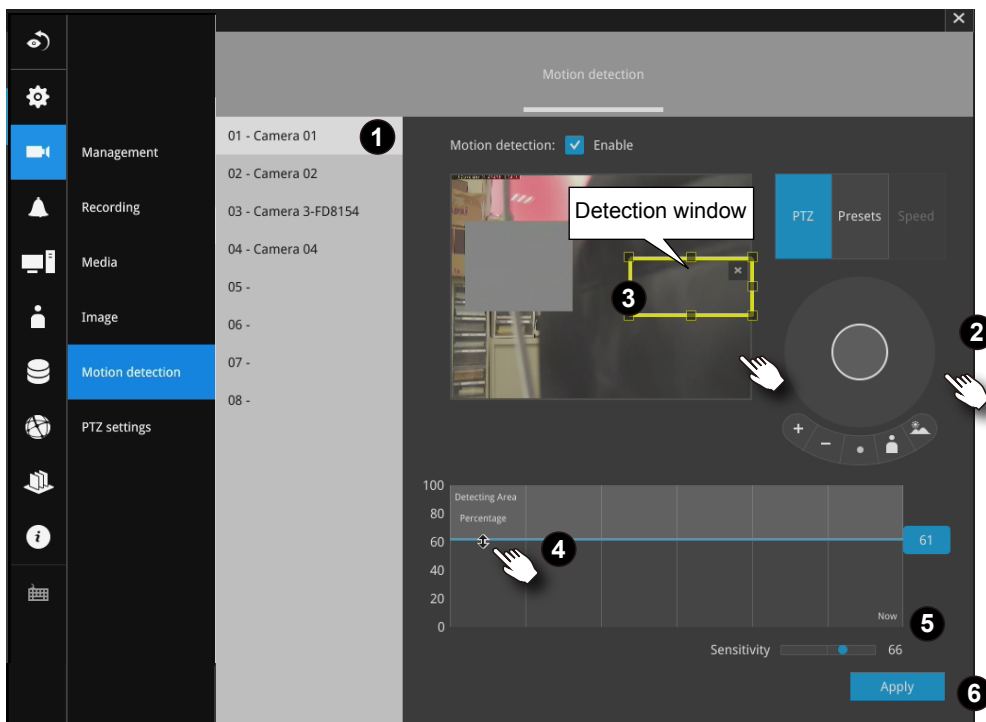 Motion detection
01 - Camera 01
1
Motion detection: Enable
Management
02 - Camera 02
Recording
03 - Camera 3-FD8154
Detection window
PTZ Presets Speed
04 - Camera 04
Media
05 -
3
Image
06 -
2
Motion detection
07 -
08 -
PTZ settings
100
Detecting Area
80
Percentage
60
4
61
40
20
Now
0
5
Sensitivity 66
Apply
6